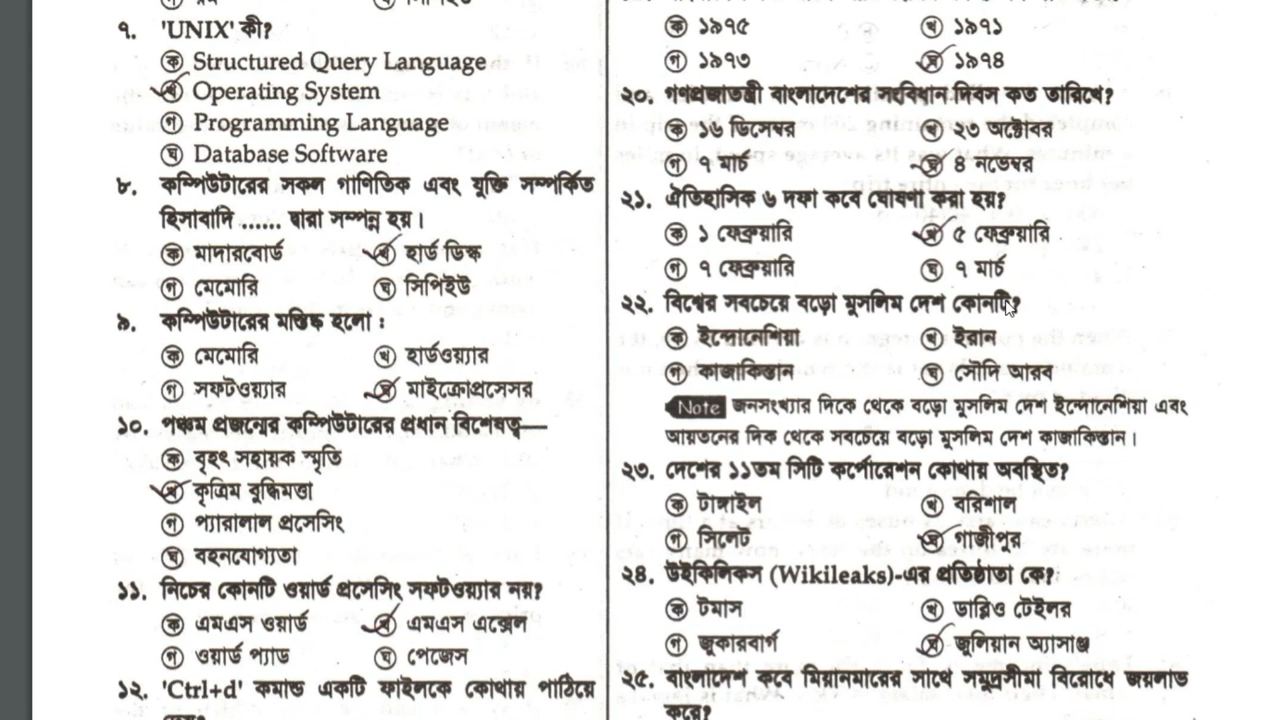 ৭. 'UNIX' কী?
ক Structured Query Language
খ Operating System
গ Programming Language
ঘ Database Software
৮. কম্পিউটারের সকল গাণিতিক এবং যুক্তি সম্পর্কিত
হিসাবাদি ...... দ্বারা সম্পন্ন হয়।
ক মাদারবোর্ড খ হার্ড ডিস্ক
গ মেমোরি ঘ সিপিইউ
৯. কম্পিউটারের মস্তিষ্ক হলো :
ক মেমোরি খ হার্ডওয়্যার
গ সফটওয়্যার ঘ মাইক্রোপ্রসেসর
১০. পঞ্চম প্রজন্মের কম্পিউটারের প্রধান বিশেষত্ব—
ক বৃহৎ সহায়ক স্মৃতি
খ কৃত্রিম বুদ্ধিমত্তা
গ প্যারালাল প্রসেসিং
ঘ বহনযোগ্যতা
১১. নিচের কোনটি ওয়ার্ড প্রসেসিং সফটওয়্যার নয়?
ক এমএস ওয়ার্ড খ এমএস এক্সেল
গ ওয়ার্ড প্যাড ঘ পেজেস
১২. 'Ctrl+d' কমান্ড একটি ফাইলকে কোথায় পাঠিয়ে
ক ১৯৭৫ খ ১৯৭১
গ ১৯৭৩ ঘ ১৯৭৪
২০. গণপ্রজাতন্ত্রী বাংলাদেশের সংবিধান দিবস কত তারিখে?
ক ১৬ ডিসেম্বর খ ২৩ অক্টোবর
গ ৭ মার্চ ঘ ৪ নভেম্বর
২১. ঐতিহাসিক ৬ দফা কবে ঘোষণা করা হয়?
ক ১ ফেব্রুয়ারি খ ৫ ফেব্রুয়ারি
গ ৭ ফেব্রুয়ারি ঘ ৭ মার্চ
২২. বিশ্বের সবচেয়ে বড়ো মুসলিম দেশ কোনটি?
ক ইন্দোনেশিয়া খ ইরান
গ কাজাকিস্তান ঘ সৌদি আরব
Note জনসংখ্যার দিকে থেকে বড়ো মুসলিম দেশ ইন্দোনেশিয়া এবং
আয়তনের দিক থেকে সবচেয়ে বড়ো মুসলিম দেশ কাজাকিস্তান।
২৩. দেশের ১১তম সিটি কর্পোরেশন কোথায় অবস্থিত?
ক টাঙ্গাইল খ বরিশাল
গ সিলেট ঘ গাজীপুর
২৪. উইকিলিকস (Wikileaks)-এর প্রতিষ্ঠাতা কে?
ক টমাস খ ডাব্লিও টেইলর
গ জুকারবার্গ ঘ জুলিয়ান অ্যাসাঞ্জ
২৫. বাংলাদেশ কবে মিয়ানমারের সাথে সমুদ্রসীমা বিরোধে জয়লাভ
করে?